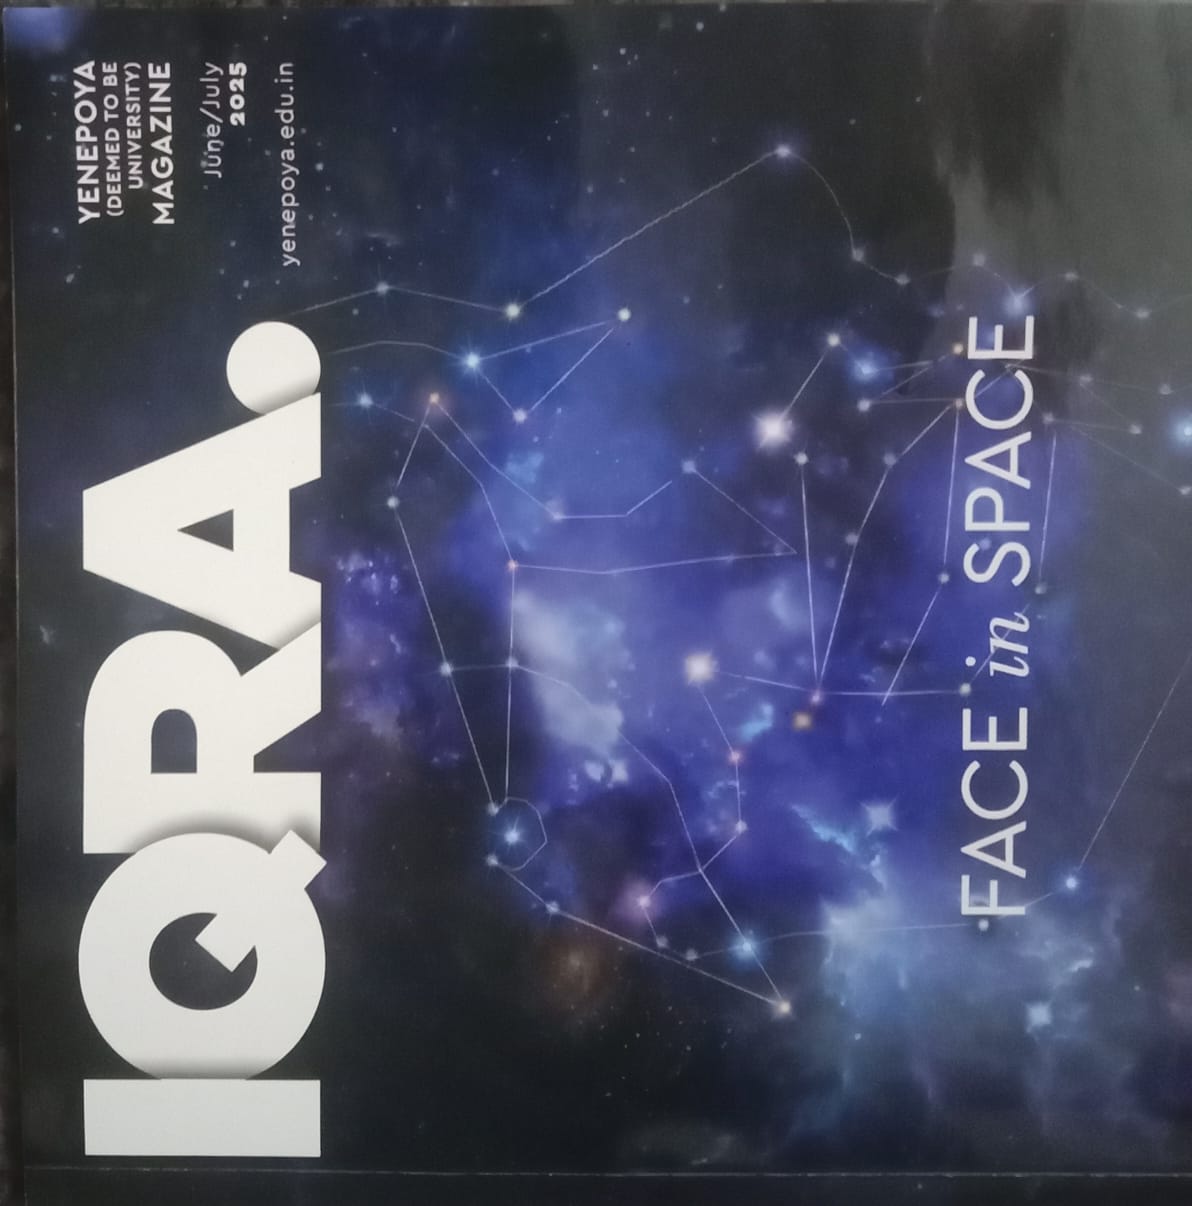 IQRA.
YENEPOYA
(DEEMED TO BE
UNIVERSITY)
MAGAZINE
June/July
2025
yenepoya.edu.in
FACE in SPACE